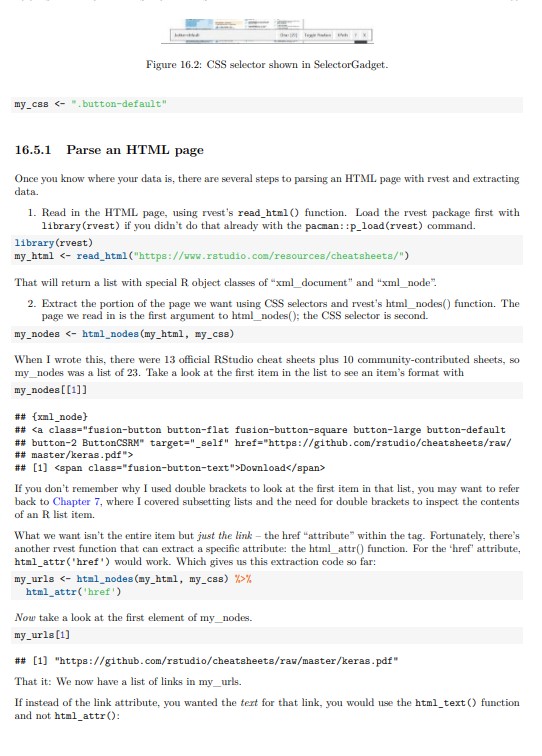 Figure 16.2: CSS selector shown in SelectorGadget.
my_css <- ".button-default"
16.5.1 Parse an HTML page
Once you know where your data is, there are several steps to parsing an HTML page with rvest and extracting
data.
1. Read in the HTML page, using rvest's read_html() function. Load the rvest package first with
library(rvest) if you didn't do that already with the pacman::p_load(rvest) command.
library(rvest)
my_html <- read_html("https://www.rstudio.com/resources/cheatsheets/")
That will return a list with special R object classes of "xml_document" and "xml_node".
2. Extract the portion of the page we want using CSS selectors and rvest's html_nodes() function. The
page we read in is the first argument to html_nodes(); the CSS selector is second.
my_nodes <- html_nodes(my_html, my_css)
When I wrote this, there were 13 official RStudio cheat sheets plus 10 community-contributed sheets, so
my_nodes was a list of 23. Take a look at the first item in the list to see an item's format with
my_nodes[[1]]
## {xml_node}
## <a class="fusion-button button-flat fusion-button-square button-large button-default
## button-2 ButtonCSRM" target="_self" href="https://github.com/rstudio/cheatsheets/raw/
## master/keras.pdf">
## [1] <span class="fusion-button-text">Download</span>
If you don't remember why I used double brackets to look at the first item in that list, you may want to refer
back to Chapter 7, where I covered subsetting lists and the need for double brackets to inspect the contents
of an R list item.
What we want isn't the entire item but just the link – the href "attribute" within the tag. Fortunately, there's
another rvest function that can extract a specific attribute: the html_attr() function. For the 'href' attribute,
html_attr('href') would work. Which gives us this extraction code so far:
my_urls <- html_nodes(my_html, my_css) %>%
html_attr('href')
Now take a look at the first element of my_nodes.
my_urls[1]
## [1] "https://github.com/rstudio/cheatsheets/raw/master/keras.pdf"
That it: We now have a list of links in my_urls.
If instead of the link attribute, you wanted the text for that link, you would use the html_text() function
and not html_attr():